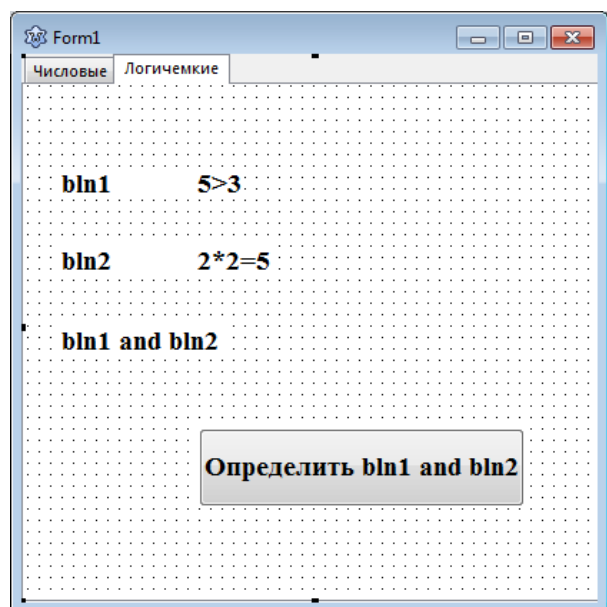 Form1
Числовые Логичемкие
bln1 5>3
bln2 2*2=5
bln1 and bln2
Определить bln1 and bln2